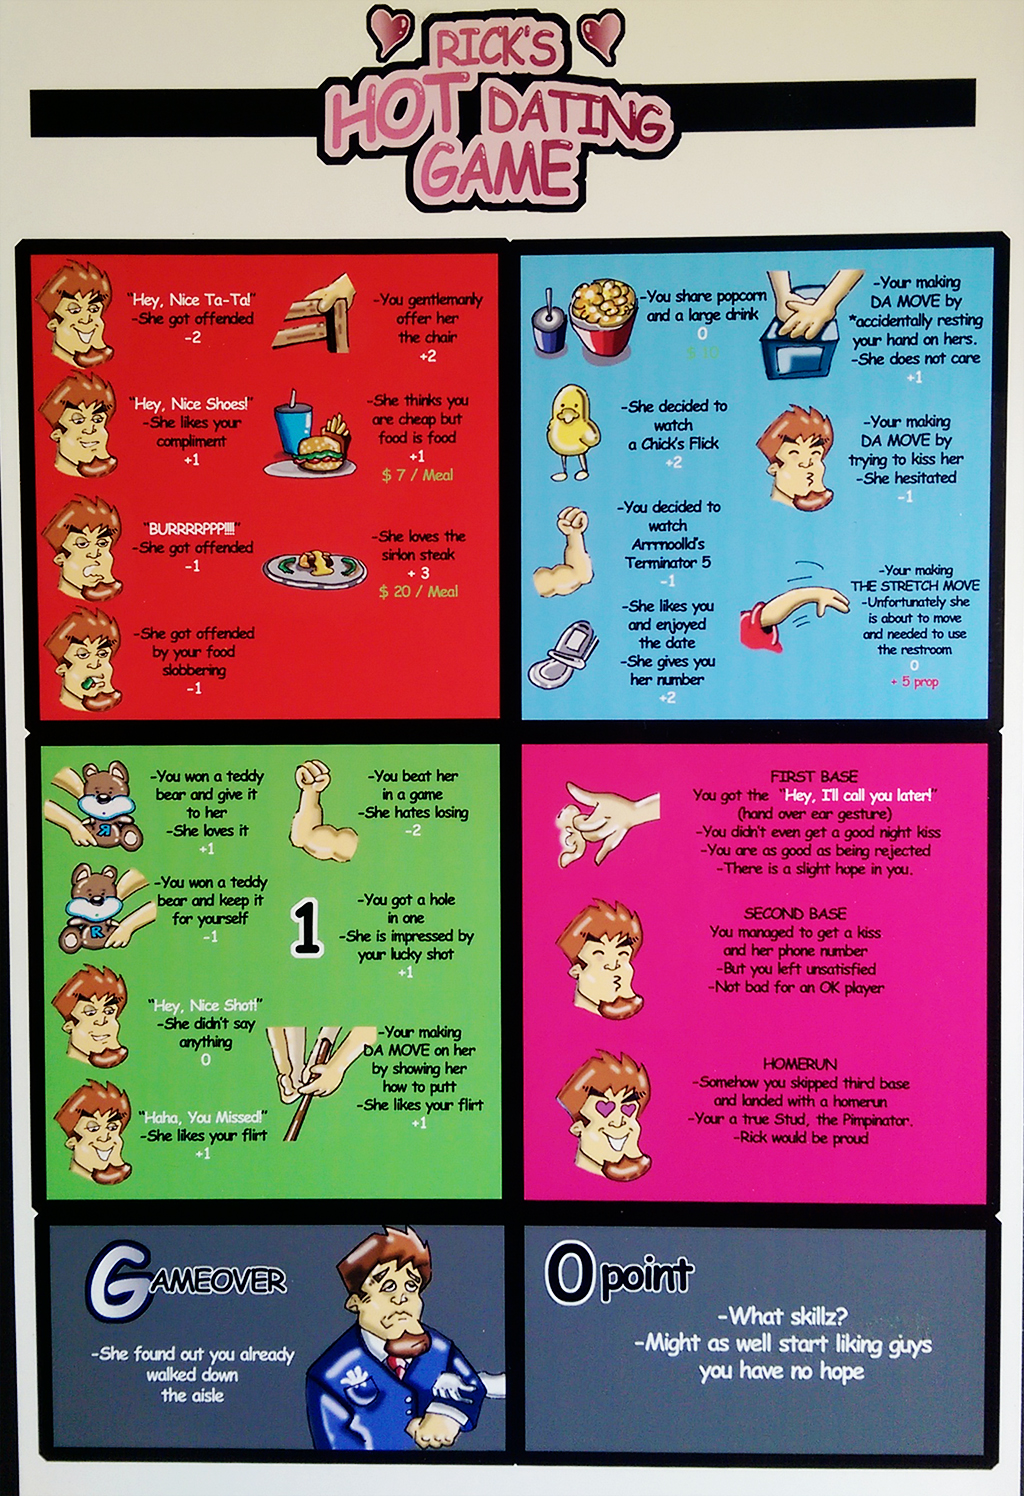 RICK'S
HOT DATING
GAME
"Hey, Nice Ta-Ta!"
-She got offended
-2
"Hey, Nice Shoes!"
-She likes your
compliment
+1
"BURRRRPPP!!!!"
-She got offended
-1
-She got offended
by your food
slobbering
-1
-You gentlemanly
offer her
the chair
+2
-She thinks you
are cheap but
food is food
+1
$ 7 / Meal
-She loves the
sirlon steak
+ 3
$ 20 / Meal
-You share popcorn
and a large drink
0
$ 10
-She decided to
watch
a Chick's Flick
+2
-You decided to
watch
Arrrnoolld's
Terminator 5
-1
-She likes you
and enjoyed
the date
-She gives you
her number
+2
-Your making
DA MOVE by
*accidentally resting
your hand on hers.
-She does not care
+1
-Your making
DA MOVE by
trying to kiss her
-She hesitated
-1
-Your making
THE STRETCH MOVE
-Unfortunately she
is about to move
and needed to use
the restroom
0
+ 5 prop
-You won a teddy
bear and give it
to her
-She loves it
+1
-You won a teddy
bear and keep it
for yourself
-1
R
R
"Hey, Nice Shot!"
-She didn't say
anything
0
"Haha, You Missed!"
-She likes your flirt
+1
-You beat her
in a game
-She hates losing
-2
1
-You got a hole
in one
-She is impressed by
your lucky shot
+1
-Your making
DA MOVE on her
by showing her
how to putt
-She likes your flirt
+1
FIRST BASE
You got the "Hey, I'll call you later!"
(hand over ear gesture)
-You didn't even get a good night kiss
-You are as good as being rejected
-There is a slight hope in you.
SECOND BASE
You managed to get a kiss
and her phone number
-But you left unsatisfied
-Not bad for an OK player
HOMERUN
-Somehow you skipped third base
and landed with a homerun
-Your a true Stud, the Pimpinator.
-Rick would be proud
GAMEOVER
-She found out you already
walked down
the aisle
0 point
-What skillz?
-Might as well start liking guys
you have no hope